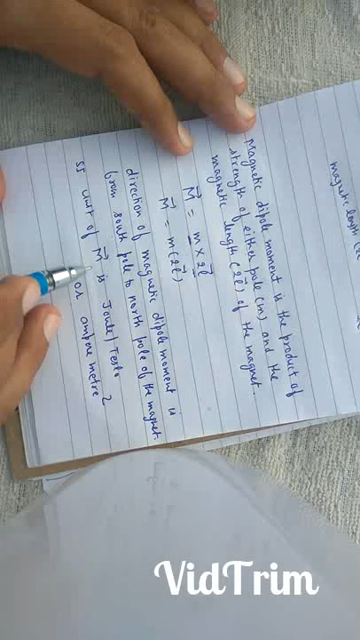 magnetic length
Magnetic dipole moment is the product of
strength of either pole (m) and the
magnetic length (2l) of the magnet.
M = m × 2l
M = m(2l)
direction of magnetic dipole moment is
from south pole to north pole of the magnet.
SI unit of M is Joule/Tesla
or ampere metre2
VidTrim